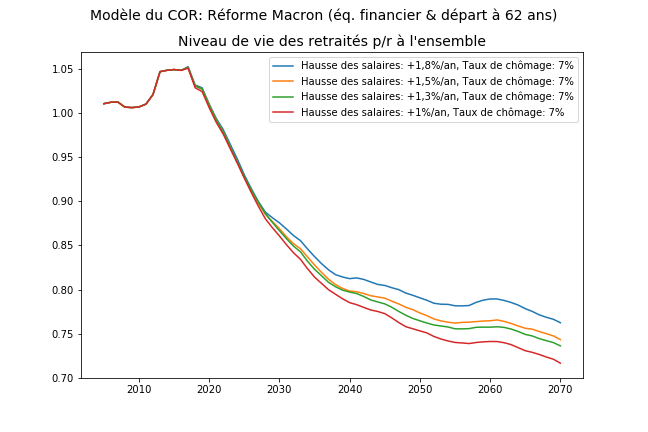 Modèle du COR: Réforme Macron (éq. financier & départ à 62 ans)
Niveau de vie des retraités p/r à l'ensemble
Hausse des salaires: +1,8%/an, Taux de chômage: 7%
Hausse des salaires: +1,5%/an, Taux de chômage: 7%
Hausse des salaires: +1,3%/an, Taux de chômage: 7%
Hausse des salaires: +1%/an, Taux de chômage: 7%
1.05
1.00
0.95
0.90
0.85
0.80
0.75
0.70
2010 2020 2030 2040 2050 2060 2070